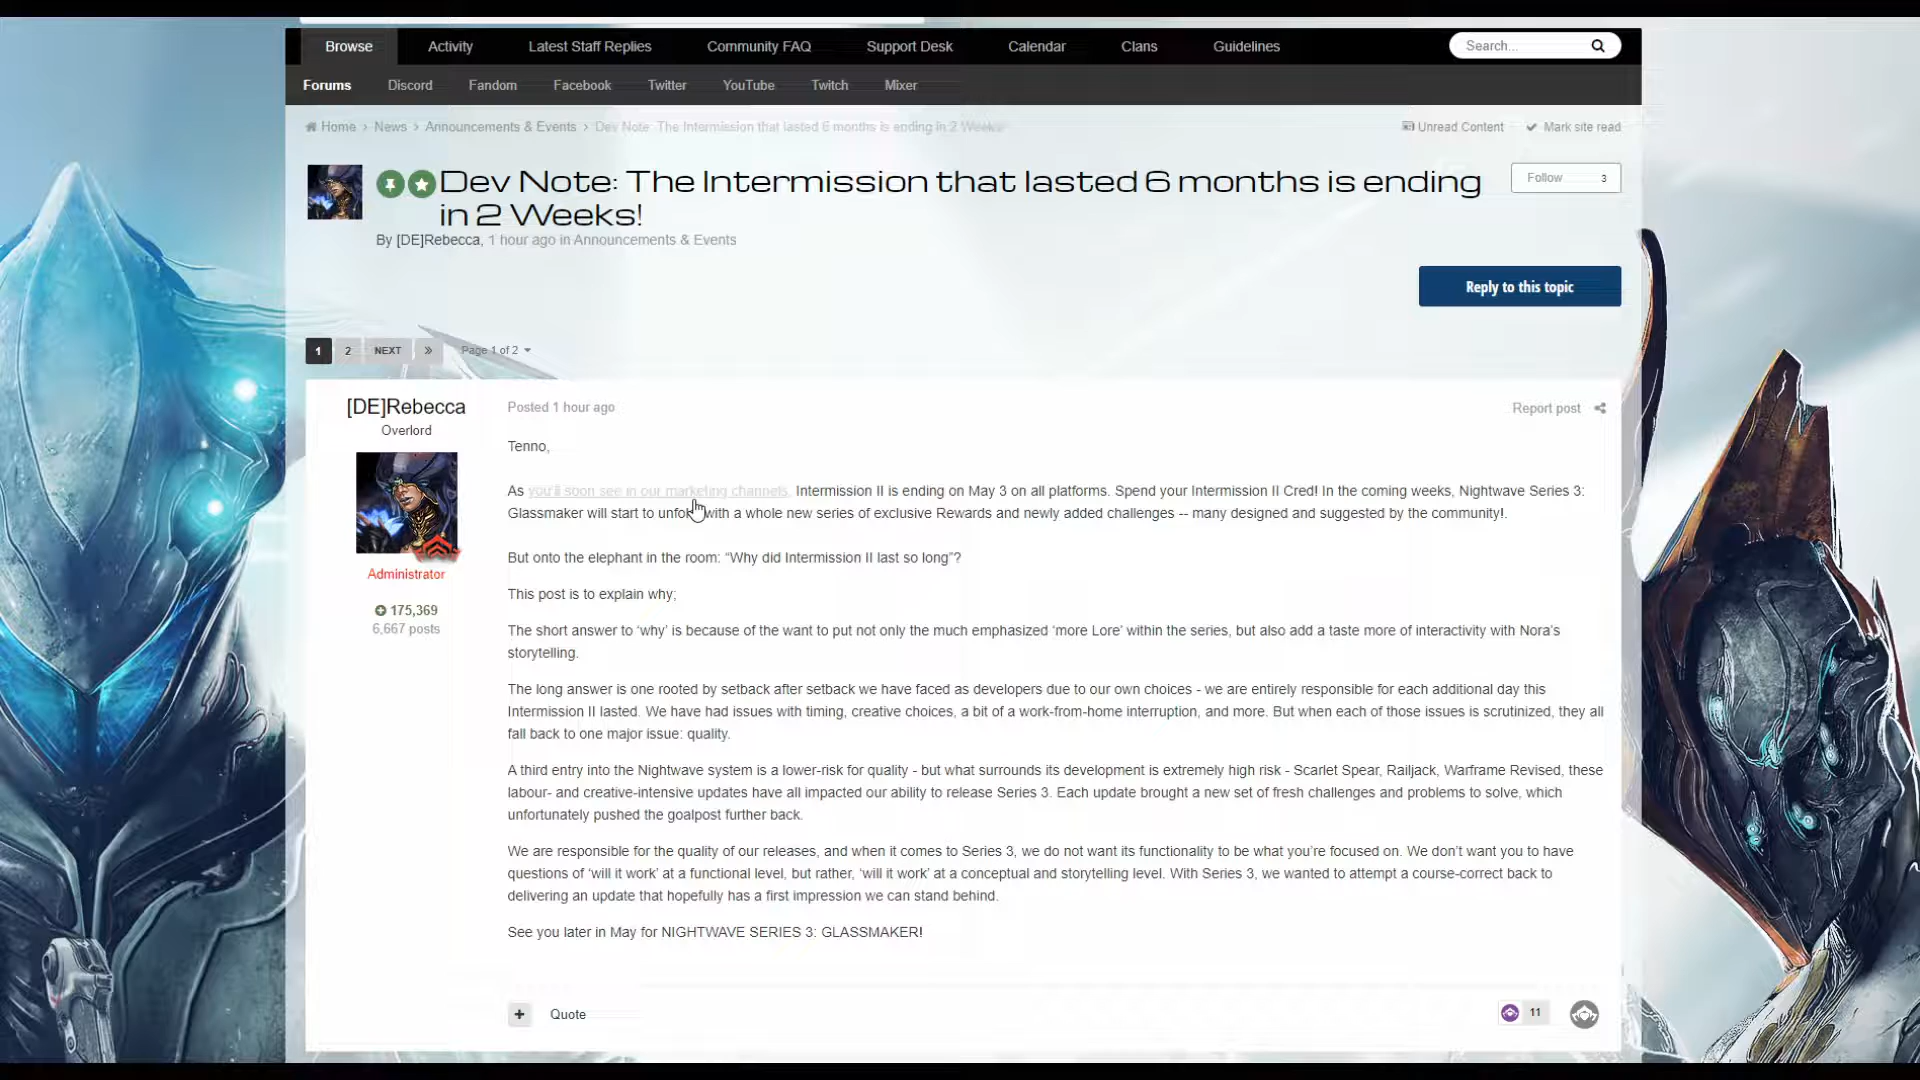 Browse Activity Latest Staff Replies Community FAQ Support Desk Calendar Clans Guidelines Search...
Forums Discord Fandom Facebook Twitter YouTube Twitch Mixer
Home > News > Announcements & Events > Dev Note: The Intermission that lasted 6 months is ending in 2 Weeks! Unread Content Mark site read
Dev Note: The Intermission that lasted 6 months is ending
in 2 Weeks!
Follow 3
By [DE]Rebecca, 1 hour ago in Announcements & Events
Reply to this topic
1 2 NEXT » Page 1 of 2
[DE]Rebecca
Overlord
Administrator
175,369
6,667 posts
Posted 1 hour ago
Report post
Tenno,
As you'll soon see in our marketing channels, Intermission II is ending on May 3 on all platforms. Spend your Intermission II Cred! In the coming weeks, Nightwave Series 3:
Glassmaker will start to unfold with a whole new series of exclusive Rewards and newly added challenges -- many designed and suggested by the community!.
But onto the elephant in the room: “Why did Intermission II last so long”?
This post is to explain why;
The short answer to ‘why’ is because of the want to put not only the much emphasized ‘more Lore’ within the series, but also add a taste more of interactivity with Nora’s
storytelling.
The long answer is one rooted by setback after setback we have faced as developers due to our own choices - we are entirely responsible for each additional day this
Intermission II lasted. We have had issues with timing, creative choices, a bit of a work-from-home interruption, and more. But when each of those issues is scrutinized, they all
fall back to one major issue: quality.
A third entry into the Nightwave system is a lower-risk for quality - but what surrounds its development is extremely high risk - Scarlet Spear, Railjack, Warframe Revised, these
labour- and creative-intensive updates have all impacted our ability to release Series 3. Each update brought a new set of fresh challenges and problems to solve, which
unfortunately pushed the goalpost further back.
We are responsible for the quality of our releases, and when it comes to Series 3, we do not want its functionality to be what you’re focused on. We don’t want you to have
questions of ‘will it work’ at a functional level, but rather, ‘will it work’ at a conceptual and storytelling level. With Series 3, we wanted to attempt a course-correct back to
delivering an update that hopefully has a first impression we can stand behind.
See you later in May for NIGHTWAVE SERIES 3: GLASSMAKER!
+ Quote
11